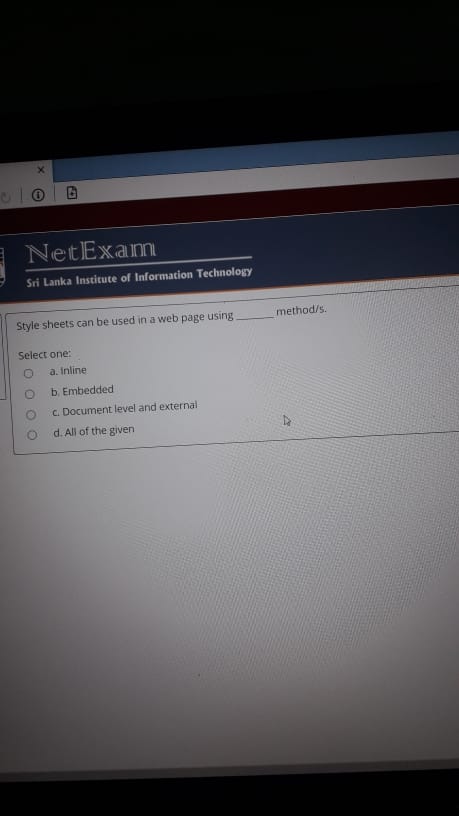 NetExam
Sri Lanka Institute of Information Technology
Style sheets can be used in a web page using _______ method/s.
Select one:
a. Inline
b. Embedded
c. Document level and external
d. All of the given